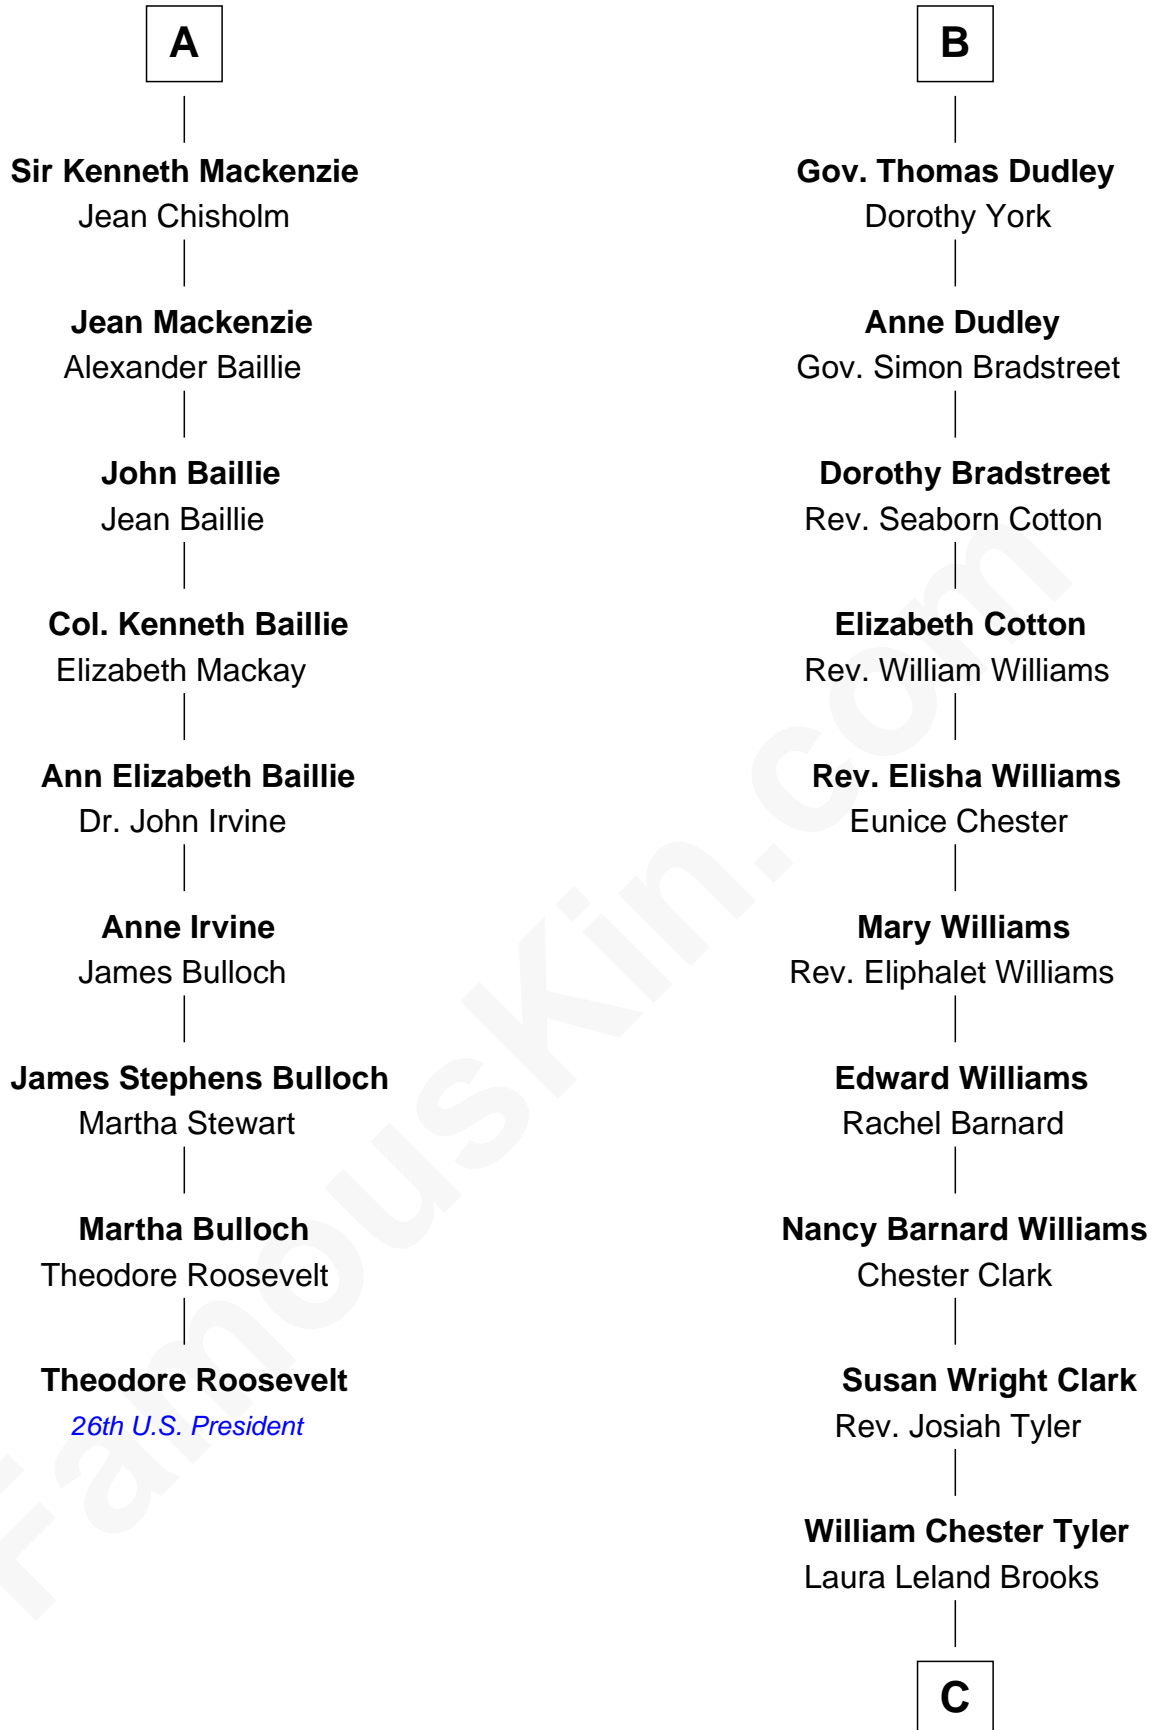 A
Sir Kenneth Mackenzie
Jean Chisholm
Jean Mackenzie
Alexander Baillie
John Baillie
Jean Baillie
Col. Kenneth Baillie
Elizabeth Mackay
Ann Elizabeth Baillie
Dr. John Irvine
Anne Irvine
James Bulloch
James Stephens Bulloch
Martha Stewart
Martha Bulloch
Theodore Roosevelt
Theodore Roosevelt
26th U.S. President
B
Gov. Thomas Dudley
Dorothy York
Anne Dudley
Gov. Simon Bradstreet
Dorothy Bradstreet
Rev. Seaborn Cotton
Elizabeth Cotton
Rev. William Williams
Rev. Elisha Williams
Eunice Chester
Mary Williams
Rev. Eliphalet Williams
Edward Williams
Rachel Barnard
Nancy Barnard Williams
Chester Clark
Susan Wright Clark
Rev. Josiah Tyler
William Chester Tyler
Laura Leland Brooks
C
FamousKin.com